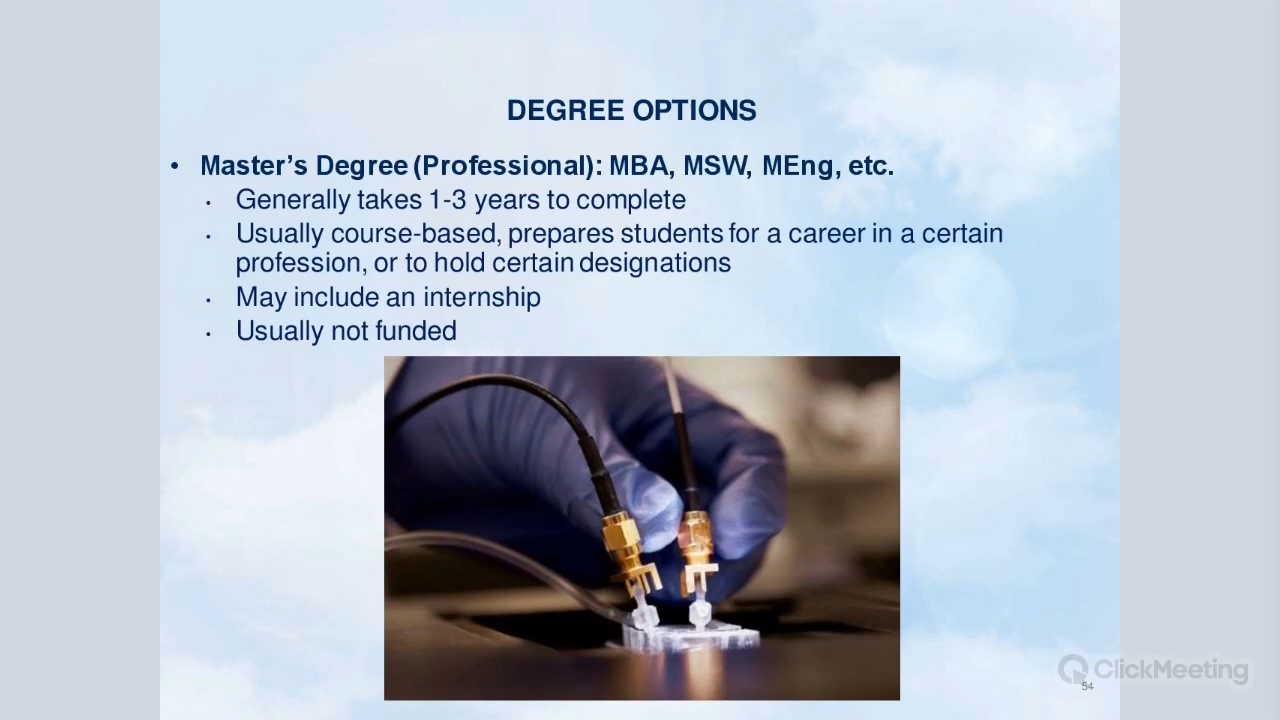 DEGREE OPTIONS
• Master’s Degree (Professional): MBA, MSW, MEng, etc.
• Generally takes 1-3 years to complete
• Usually course-based, prepares students for a career in a certain
profession, or to hold certain designations
• May include an internship
• Usually not funded
ClickMeeting
54